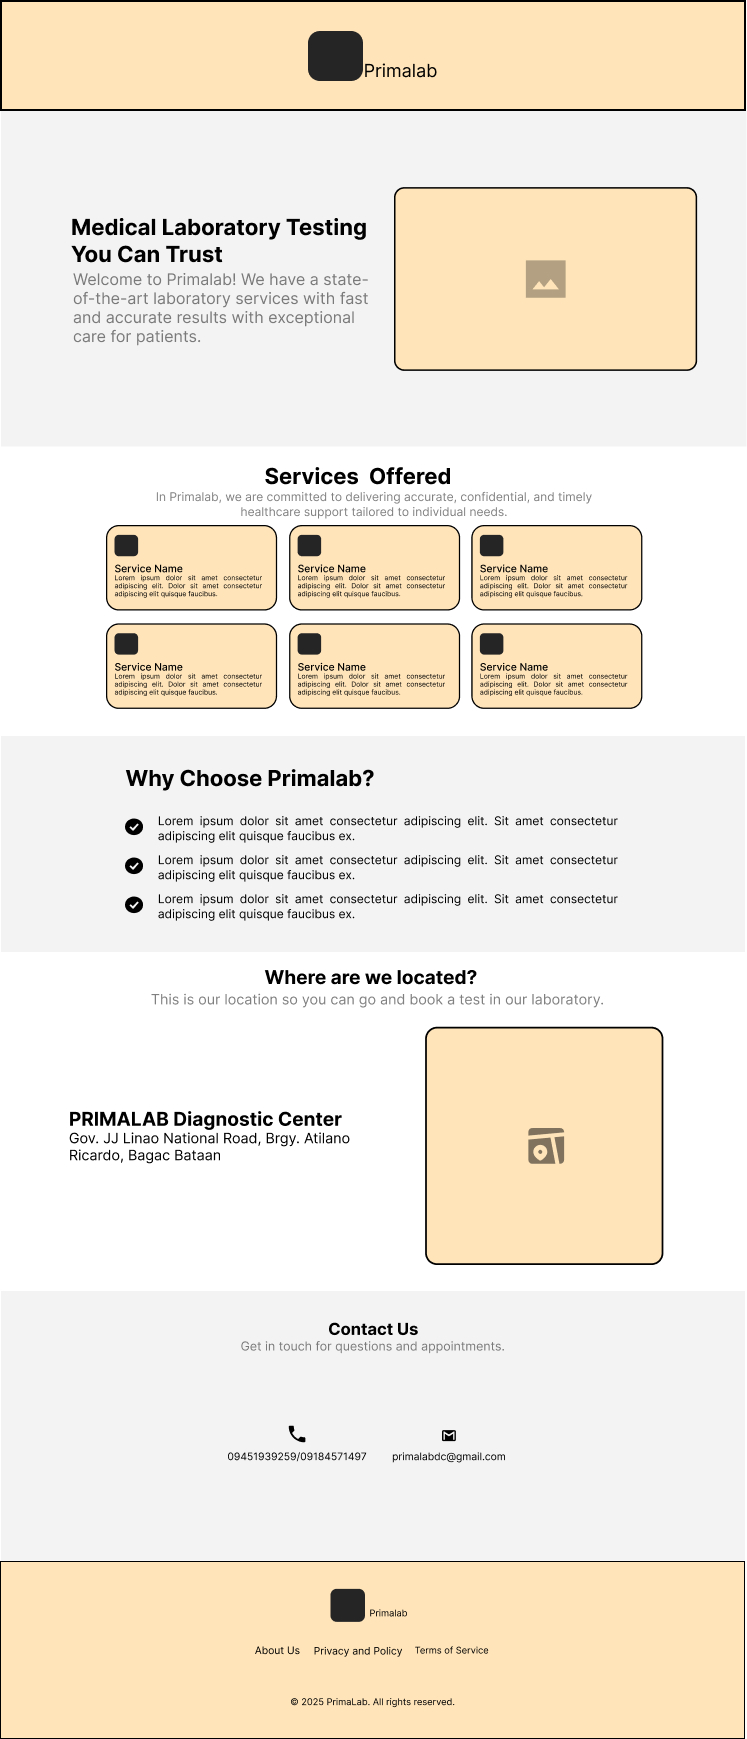 Primalab
Medical Laboratory Testing
You Can Trust
Welcome to Primalab! We have a state-
of-the-art laboratory services with fast
and accurate results with exceptional
care for patients.
Services Offered
In Primalab, we are committed to delivering accurate, confidential, and timely
healthcare support tailored to individual needs.
Service Name
Lorem ipsum dolor sit amet consectetur
adipiscing elit. Dolor sit amet consectetur
adipiscing elit quisque faucibus.
Service Name
Lorem ipsum dolor sit amet consectetur
adipiscing elit. Dolor sit amet consectetur
adipiscing elit quisque faucibus.
Service Name
Lorem ipsum dolor sit amet consectetur
adipiscing elit. Dolor sit amet consectetur
adipiscing elit quisque faucibus.
Service Name
Lorem ipsum dolor sit amet consectetur
adipiscing elit. Dolor sit amet consectetur
adipiscing elit quisque faucibus.
Service Name
Lorem ipsum dolor sit amet consectetur
adipiscing elit. Dolor sit amet consectetur
adipiscing elit quisque faucibus.
Service Name
Lorem ipsum dolor sit amet consectetur
adipiscing elit. Dolor sit amet consectetur
adipiscing elit quisque faucibus.
Why Choose Primalab?
Lorem ipsum dolor sit amet consectetur adipiscing elit. Sit amet consectetur
adipiscing elit quisque faucibus ex.
Lorem ipsum dolor sit amet consectetur adipiscing elit. Sit amet consectetur
adipiscing elit quisque faucibus ex.
Lorem ipsum dolor sit amet consectetur adipiscing elit. Sit amet consectetur
adipiscing elit quisque faucibus ex.
Where are we located?
This is our location so you can go and book a test in our laboratory.
PRIMALAB Diagnostic Center
Gov. JJ Linao National Road, Brgy. Atilano
Ricardo, Bagac Bataan
Contact Us
Get in touch for questions and appointments.
09451939259/09184571497
primalabdc@gmail.com
Primalab
About Us
Privacy and Policy
Terms of Service
© 2025 PrimaLab. All rights reserved.